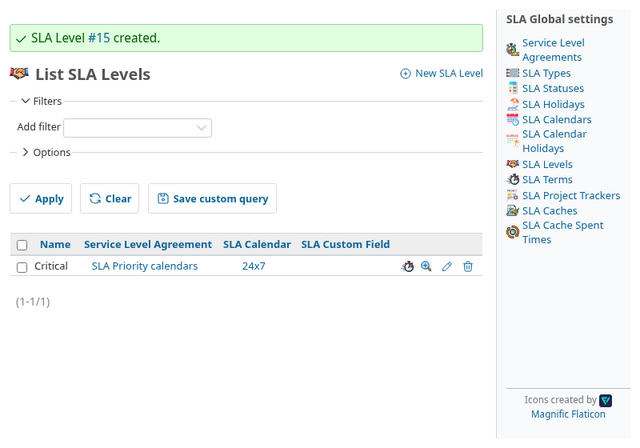 SLA Level #15 created.
List SLA Levels
New SLA Level
Filters
Add filter
Options
Apply
Clear
Save custom query
Name Service Level Agreement SLA Calendar SLA Custom Field
Critical SLA Priority calendars 24x7
(1-1/1)
SLA Global settings
Service Level
Agreements
SLA Types
SLA Statuses
SLA Holidays
SLA Calendars
SLA Calendar
Holidays
SLA Levels
SLA Terms
SLA Project Trackers
SLA Caches
SLA Cache Spent
Times
Icons created by
Magnific Flaticon